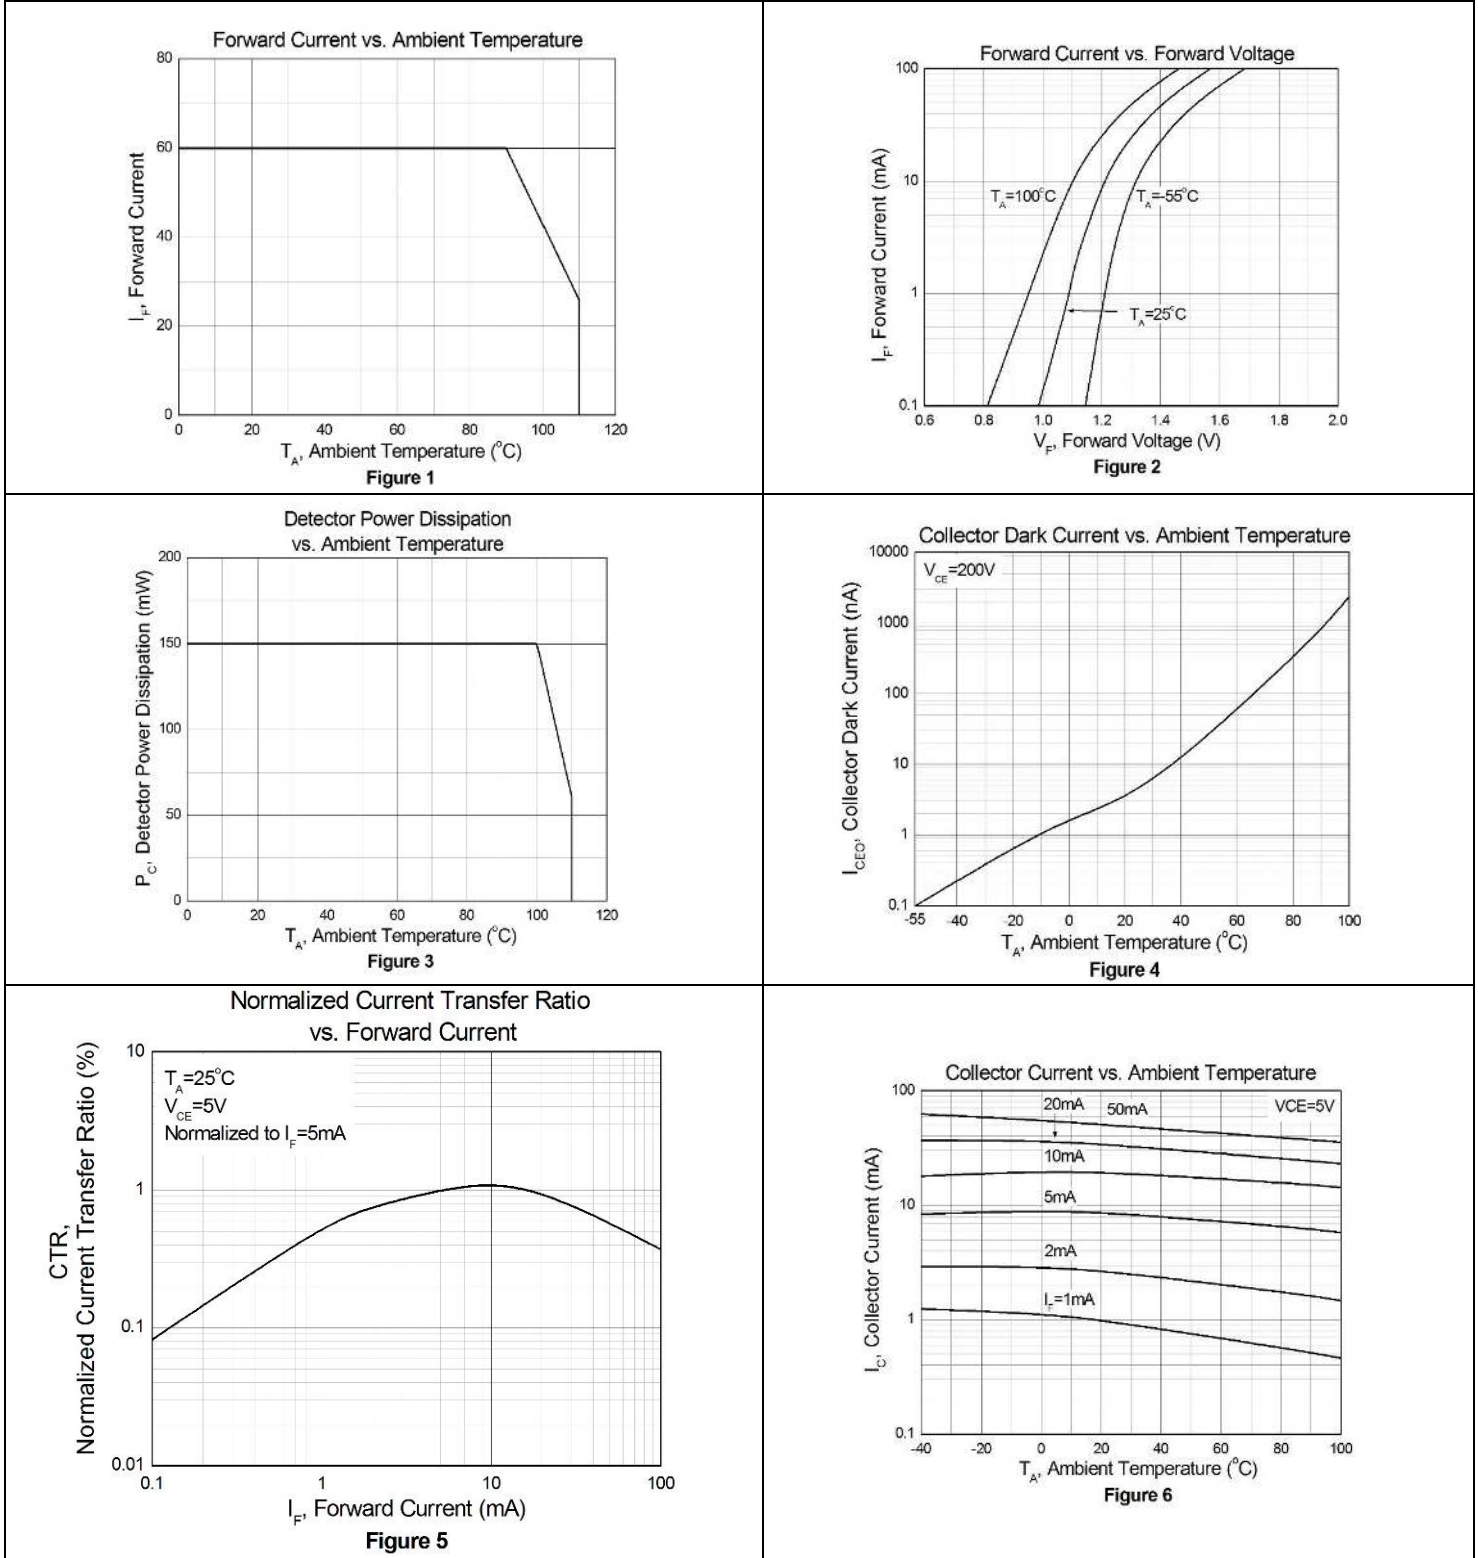 Forward Current vs. Ambient Temperature
80
60
40
20
0
I_F, Forward Current
0 20 40 60 80 100 120
T_A, Ambient Temperature (°C)
Figure 1
Forward Current vs. Forward Voltage
100
10
1
0.1
I_F, Forward Current (mA)
T_A=100°C
T_A=-55°C
T_A=25°C
0.6 0.8 1.0 1.2 1.4 1.6 1.8 2.0
V_F, Forward Voltage (V)
Figure 2
Detector Power Dissipation
vs. Ambient Temperature
200
150
100
50
0
P_C, Detector Power Dissipation (mW)
0 20 40 60 80 100 120
T_A, Ambient Temperature (°C)
Figure 3
Collector Dark Current vs. Ambient Temperature
V_CE=200V
10000
1000
100
10
1
0.1
I_CEO, Collector Dark Current (nA)
-55 -40 -20 0 20 40 60 80 100
T_A, Ambient Temperature (°C)
Figure 4
Normalized Current Transfer Ratio
vs. Forward Current
T_A=25°C
V_CE=5V
Normalized to I_F=5mA
10
1
0.1
0.01
CTR,
Normalized Current Transfer Ratio (%)
0.1 1 10 100
I_F, Forward Current (mA)
Figure 5
Collector Current vs. Ambient Temperature
100
10
1
0.1
I_C, Collector Current (mA)
20mA 50mA VCE=5V
10mA
5mA
2mA
I_F=1mA
-40 -20 0 20 40 60 80 100
T_A, Ambient Temperature (°C)
Figure 6